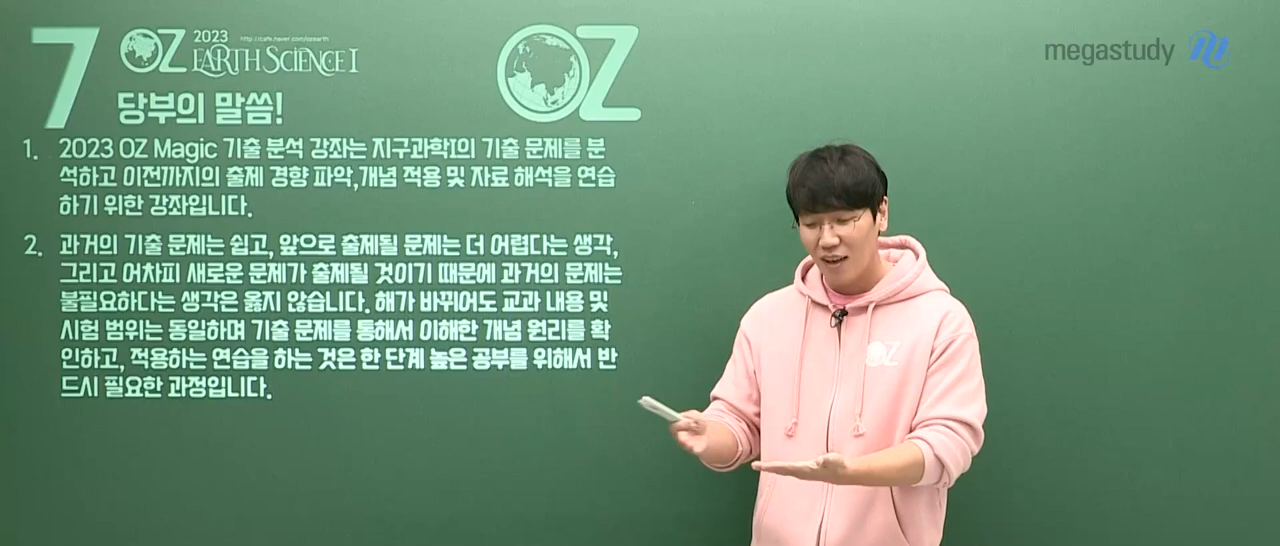 7
OZ 2023 EARTH SCIENCE I
http://cafe.naver.com/ozearth
당부의 말씀!
OZ
megastudy
1. 2023 OZ Magic 기출 분석 강좌는 지구과학I의 기출 문제를 분
석하고 이전까지의 출제 경향 파악,개념 적용 및 자료 해석을 연습
하기 위한 강좌입니다.
2. 과거의 기출 문제는 쉽고, 앞으로 출제될 문제는 더 어렵다는 생각,
그리고 어차피 새로운 문제가 출제될 것이기 때문에 과거의 문제는
불필요하다는 생각은 옳지 않습니다. 해가 바뀌어도 교과 내용 및
시험 범위는 동일하며 기출 문제를 통해서 이해한 개념 원리를 확
인하고, 적용하는 연습을 하는 것은 한 단계 높은 공부를 위해서 반
드시 필요한 과정입니다.
OZ